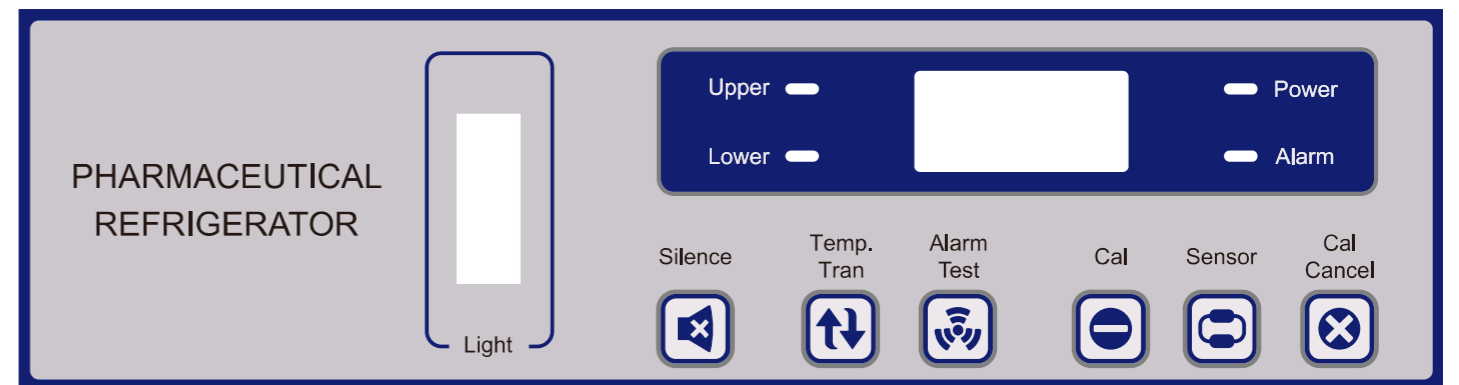 PHARMACEUTICAL
REFRIGERATOR
Light
Upper
Power
Lower
Alarm
Silence
Temp.
Tran
Alarm
Test
Cal
Sensor
Cal
Cancel